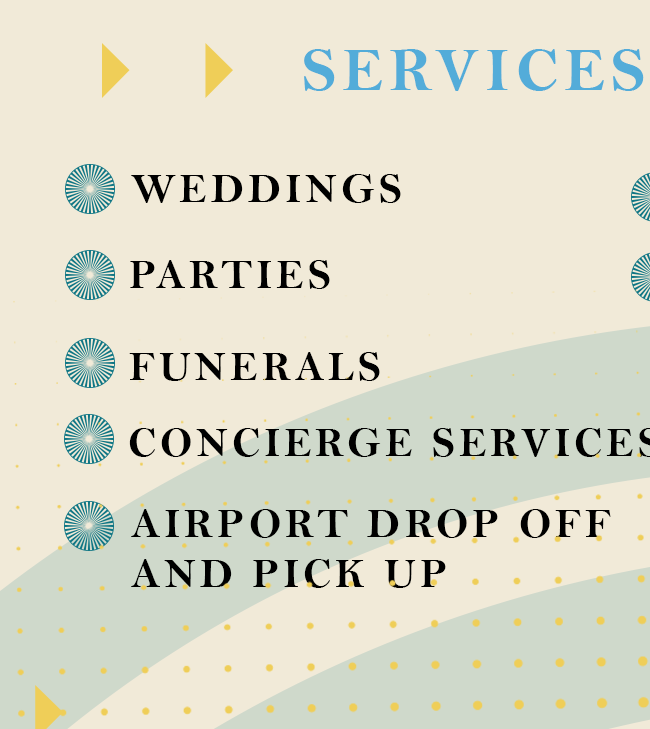 SERVICES
WEDDINGS
PARTIES
FUNERALS
CONCIERGE SERVICES
AIRPORT DROP OFF
AND PICK UP